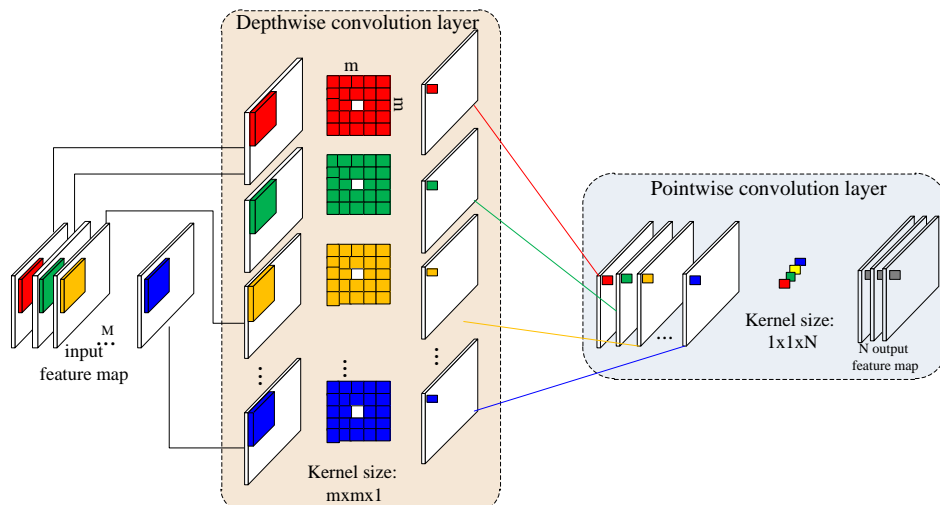 Depthwise convolution layer
m
m
Pointwise convolution layer
M
...
input
feature map
...
...
...
...
Kernel size:
mxmx1
Kernel size:
1x1xN
N output
feature map